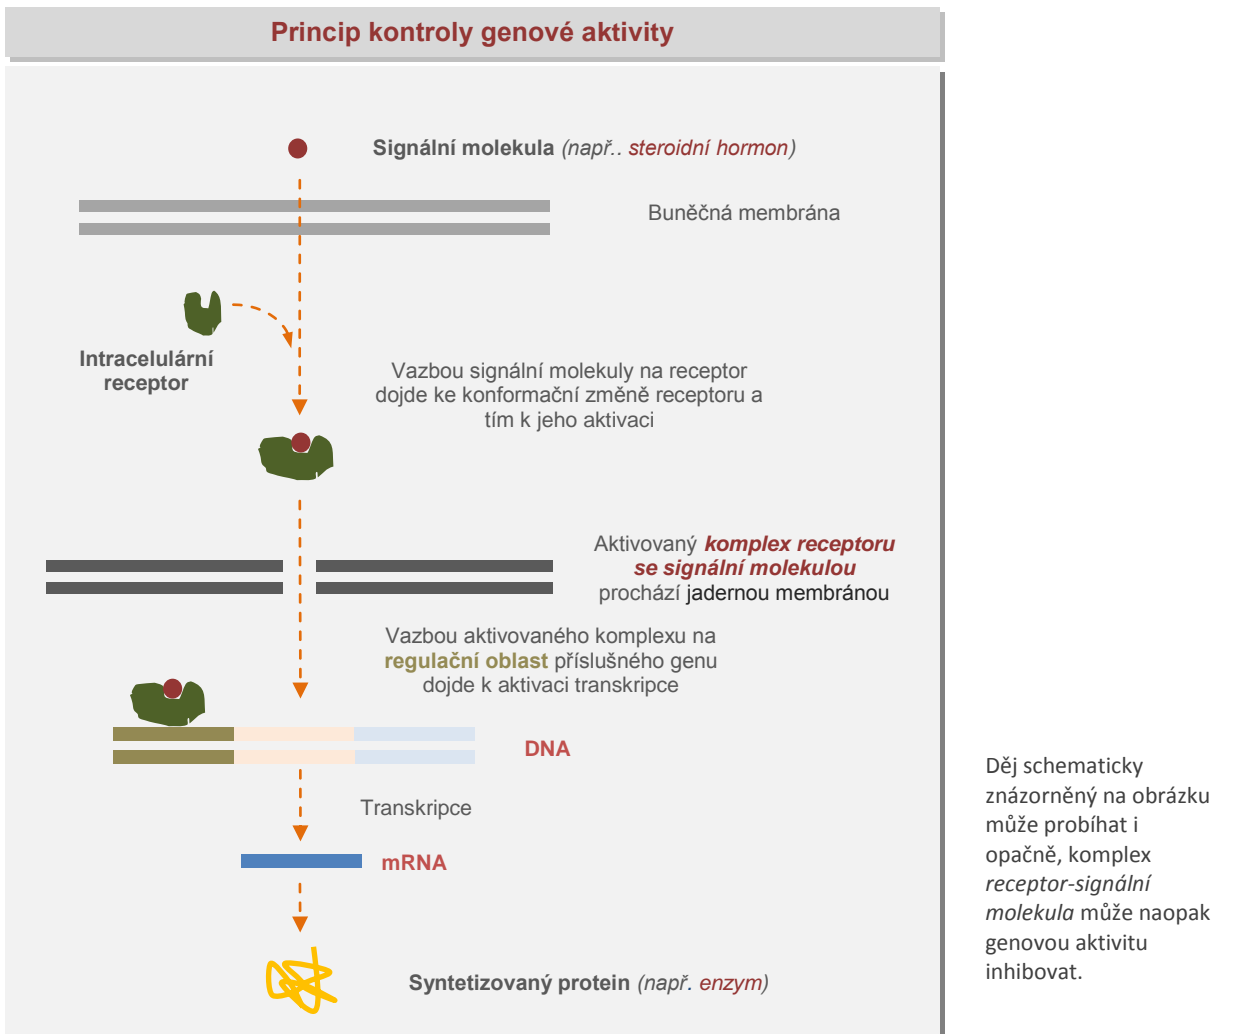 Princip kontroly genové aktivity
Signální molekula (např.. steroidní hormon)
Buněčná membrána
Intracelulární
receptor
Vazbou signální molekuly na receptor
dojde ke konformační změně receptoru a
tím k jeho aktivaci
Aktivovaný komplex receptoru
se signální molekulou
prochází jadernou membránou
Vazbou aktivovaného komplexu na
regulační oblast příslušného genu
dojde k aktivaci transkripce
DNA
Transkripce
mRNA
Syntetizovaný protein (např. enzym)
Děj schematicky
znázorněný na obrázku
může probíhat i
opačně, komplex
receptor-signální
molekula může naopak
genovou aktivitu
inhibovat.